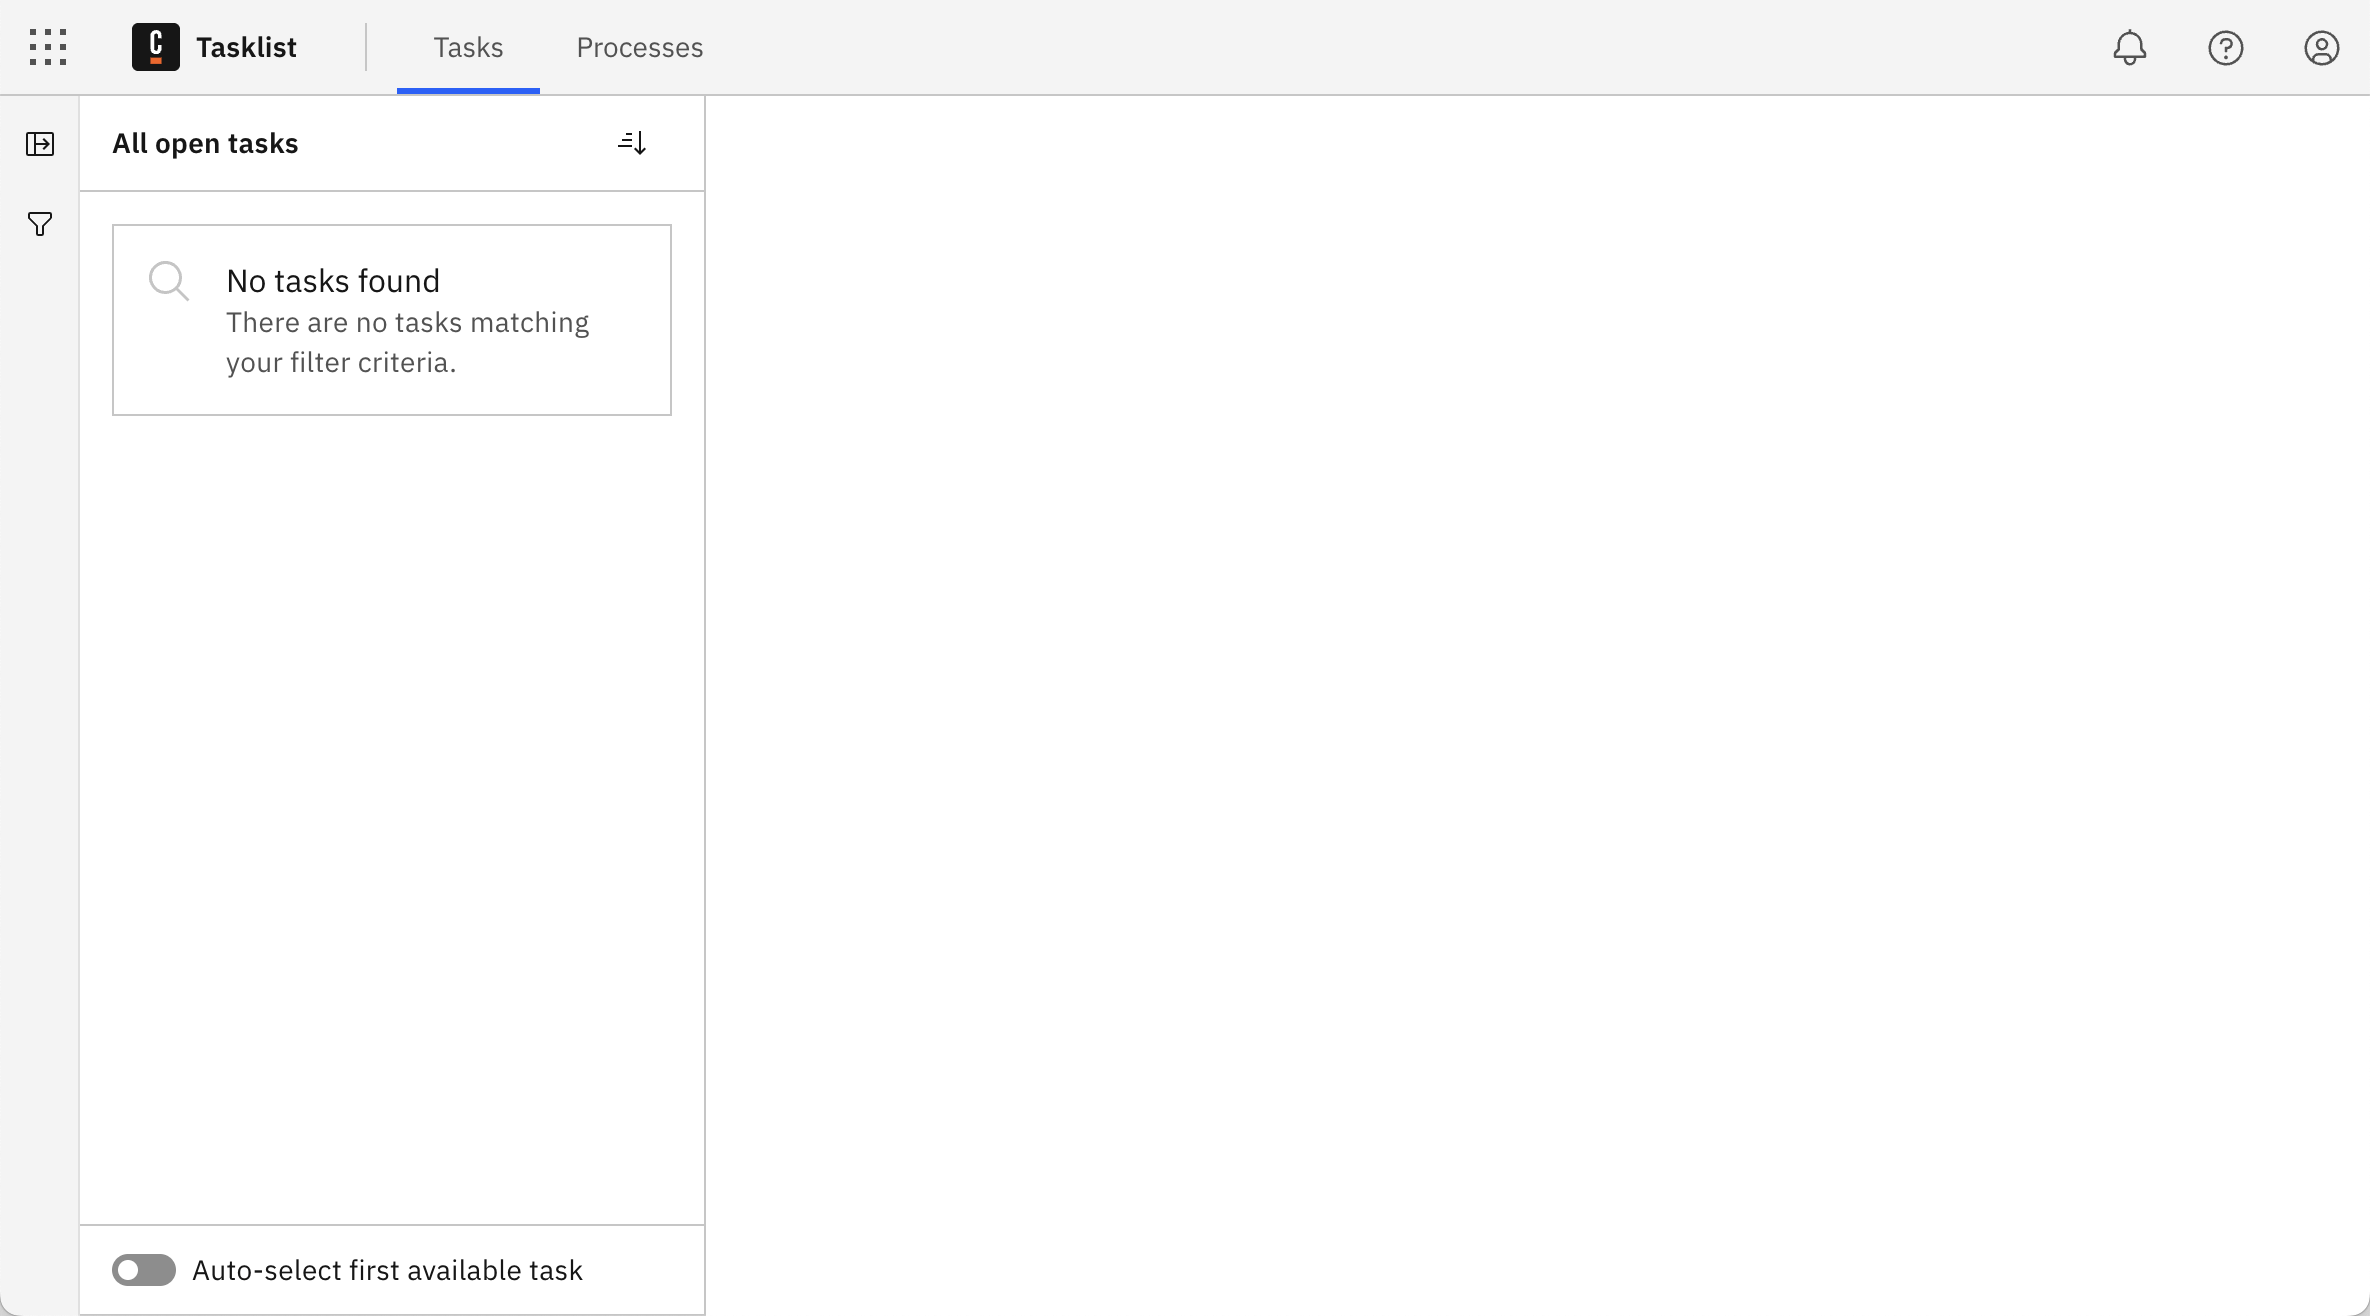 Tasklist
Tasks
Processes
All open tasks
No tasks found
There are no tasks matching
your filter criteria.
Auto-select first available task